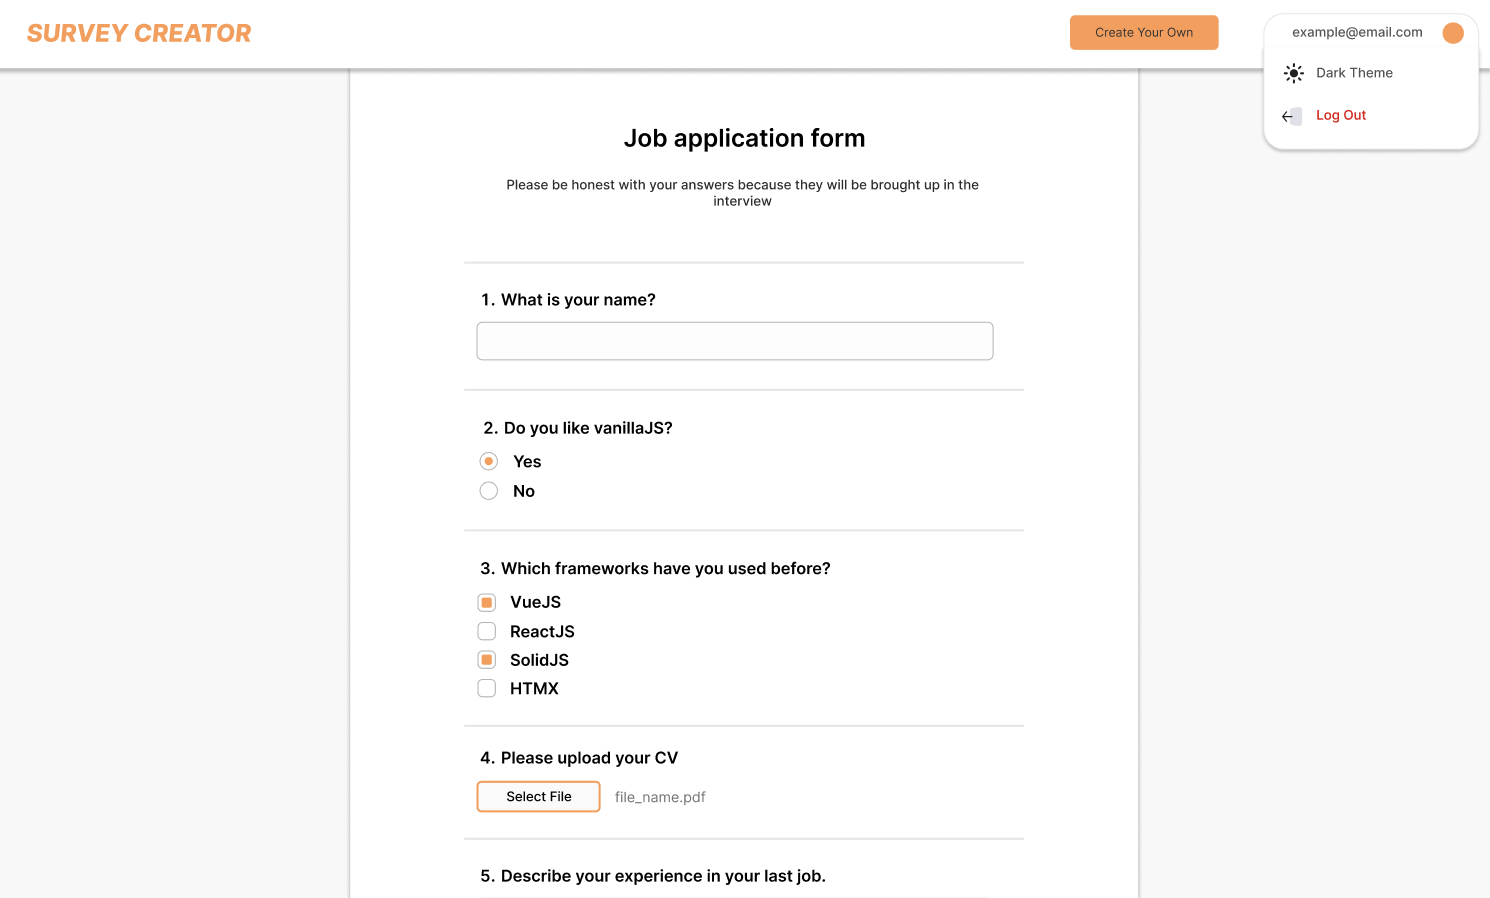 SURVEY CREATOR
Create Your Own
example@email.com
Dark Theme
Log Out
Job application form
Please be honest with your answers because they will be brought up in the
interview
1. What is your name?
2. Do you like vanillaJS?
Yes
No
3. Which frameworks have you used before?
VueJS
ReactJS
SolidJS
HTMX
4. Please upload your CV
Select File
file_name.pdf
5. Describe your experience in your last job.